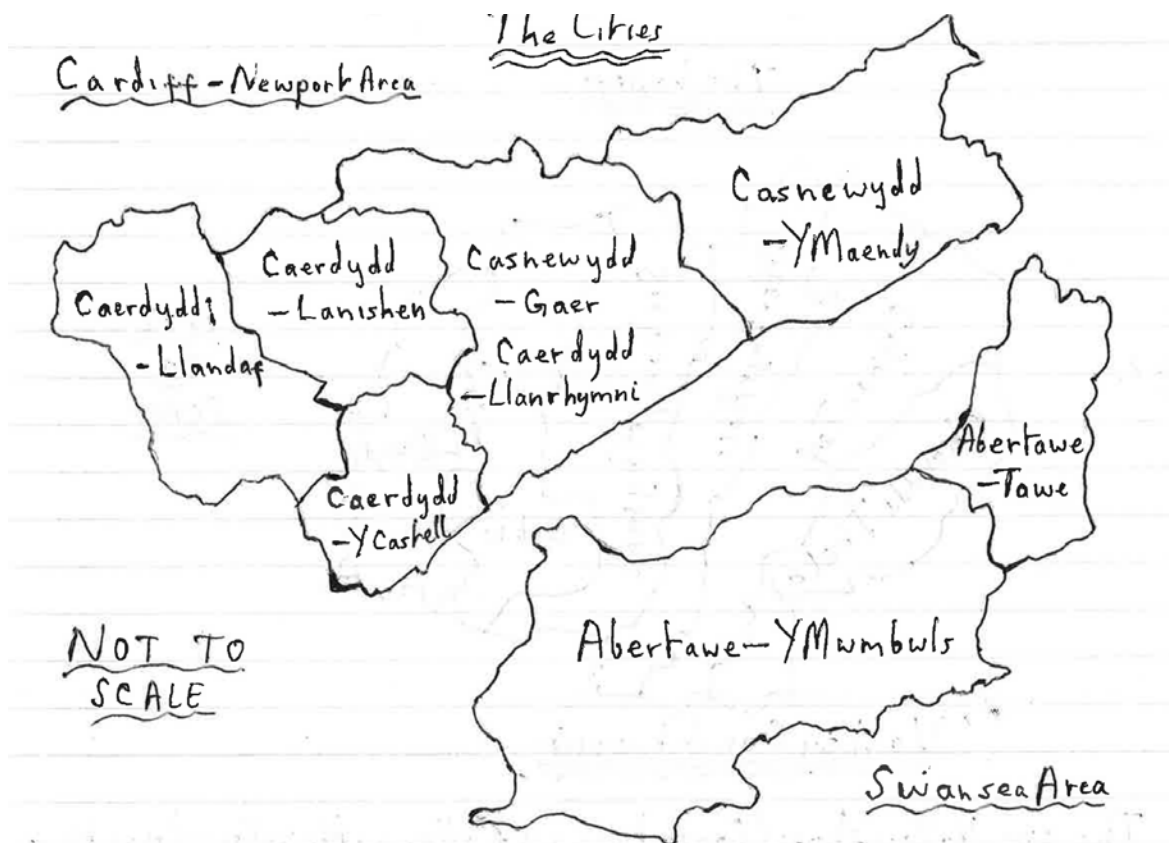 The Cities
Cardiff-Newport Area
Casnewydd
-YMaendy
Caerdydd
-Lanishen
Casnewydd
-Gaer
Caerdydd
-Llanrhymni
Caerdydd
-Llandaf
Abertawe
-Tawe
Caerdydd
-YCastell
Abertawe-YMwmbwls
NOT TO
SCALE
Swansea Area